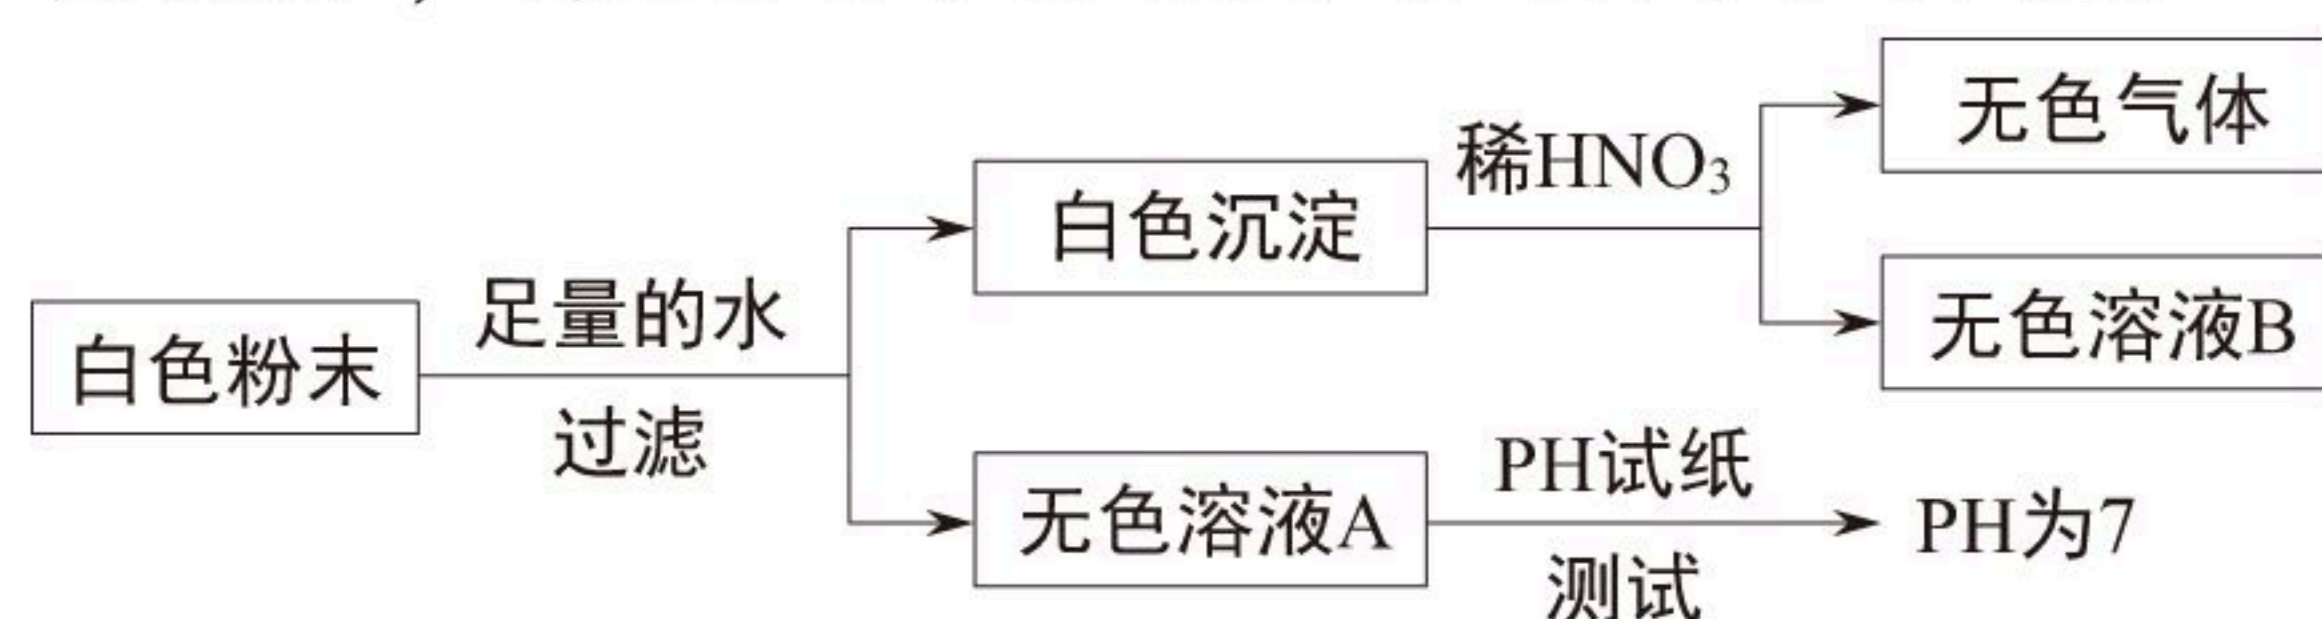 无色气体
稀HNO₃
白色沉淀
足量的水
无色溶液B
白色粉末
过滤
PH试纸
无色溶液A
PH为7
测试